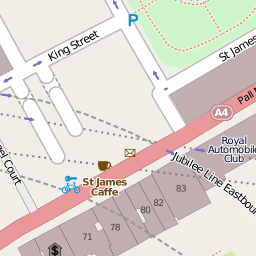 P
King Street
St James
A4
Pall
Royal
Automobile
Club
Jubilee Line Eastbou
Court
St James
Caffe
83
82
80
78
71
$